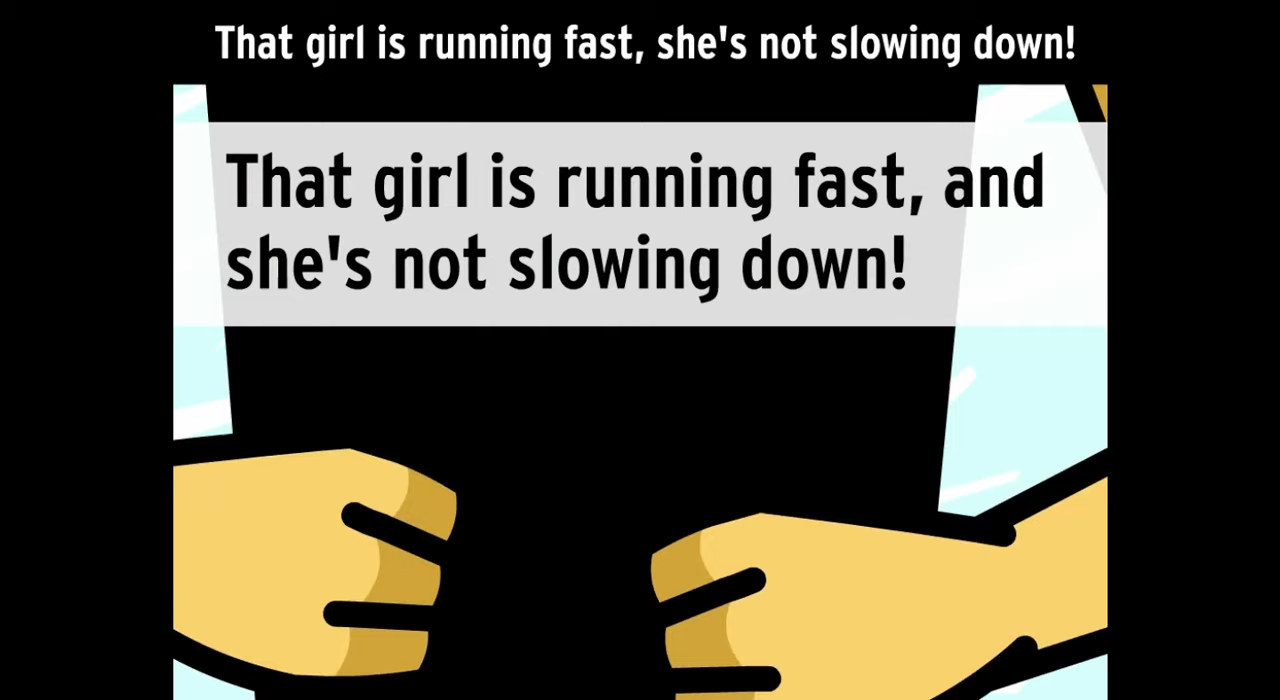 That girl is running fast, she's not slowing down!
That girl is running fast, and
she's not slowing down!